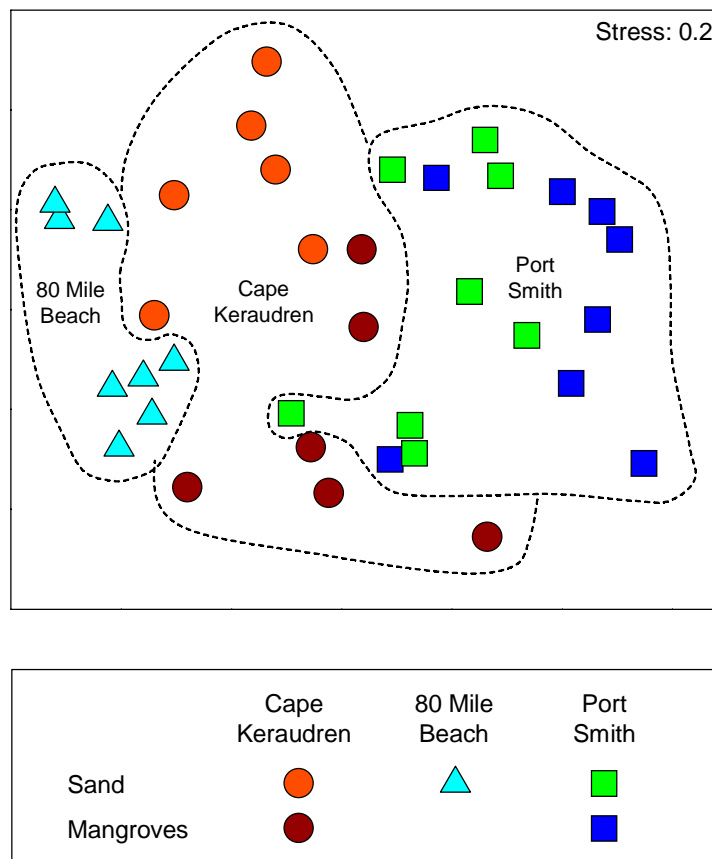 Stress: 0.2
80 Mile
Beach
Cape
Keraudren
Port
Smith
Cape
Keraudren
80 Mile
Beach
Port
Smith
Sand
Mangroves